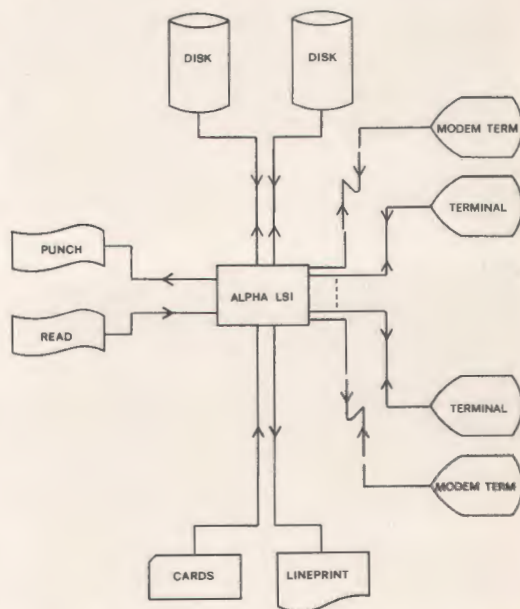 DISK
DISK
MODEM TERM
TERMINAL
PUNCH
ALPHA LSI
READ
TERMINAL
MODEM TERM
CARDS
LINEPRINT